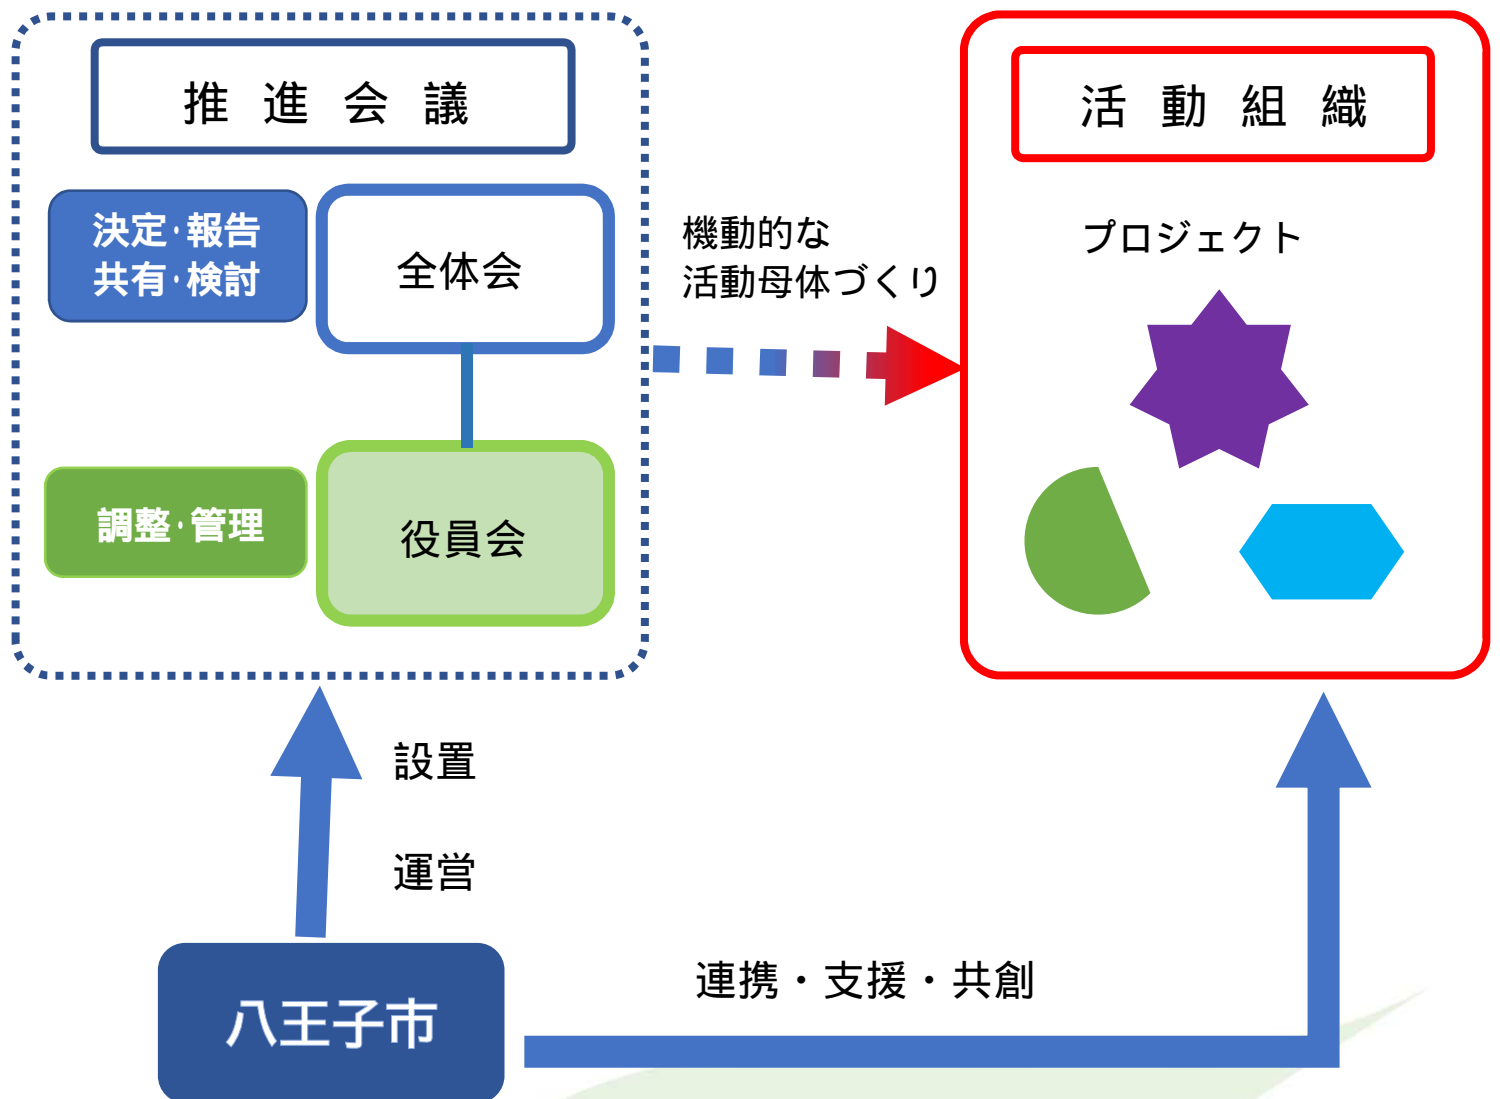 推進会議
決定・報告
共有・検討
全体会
調整・管理
役員会
機動的な
活動母体づくり
活動組織
プロジェクト
設置
運営
八王子市
連携・支援・共創